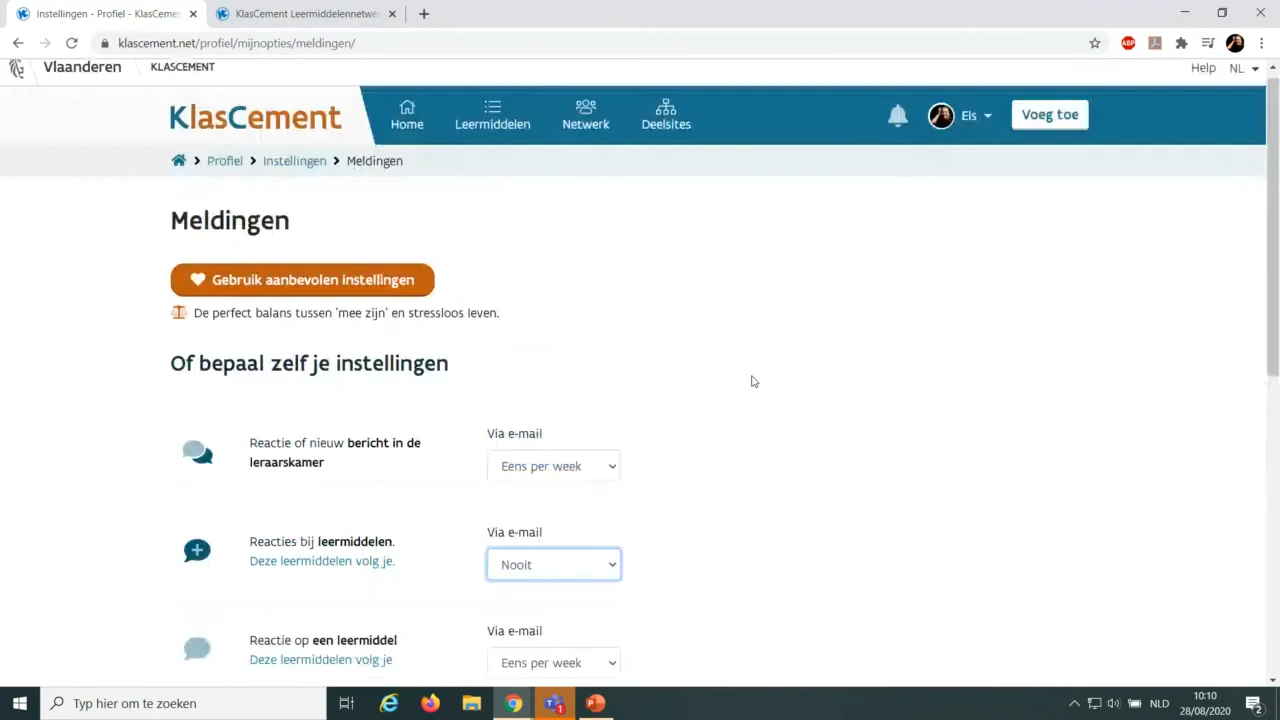 Instellingen - Profiel - KlasCemer
KlasCement Leermiddelennetwe
klascement.net/profiel/mijnopties/meldingen/
ABP
Vlaanderen
KLASCEMENT
Help
NL
KlasCement
Home
Leermiddelen
Netwerk
Deelsites
Els
Voeg toe
Profiel
Instellingen
Meldingen
Meldingen
Gebruik aanbevolen instellingen
De perfect balans tussen 'mee zijn' en stressloos leven.
Of bepaal zelf je instellingen
Via e-mail
Reactie of nieuw bericht in de
leraarskamer
Eens per week
Via e-mail
Reacties bij leermiddelen.
Deze leermiddelen volg je.
Nooit
Via e-mail
Reactie op een leermiddel
Deze leermiddelen volg je
Eens per week
Typ hier om te zoeken
1
NLD
10:10
28/08/2020
2